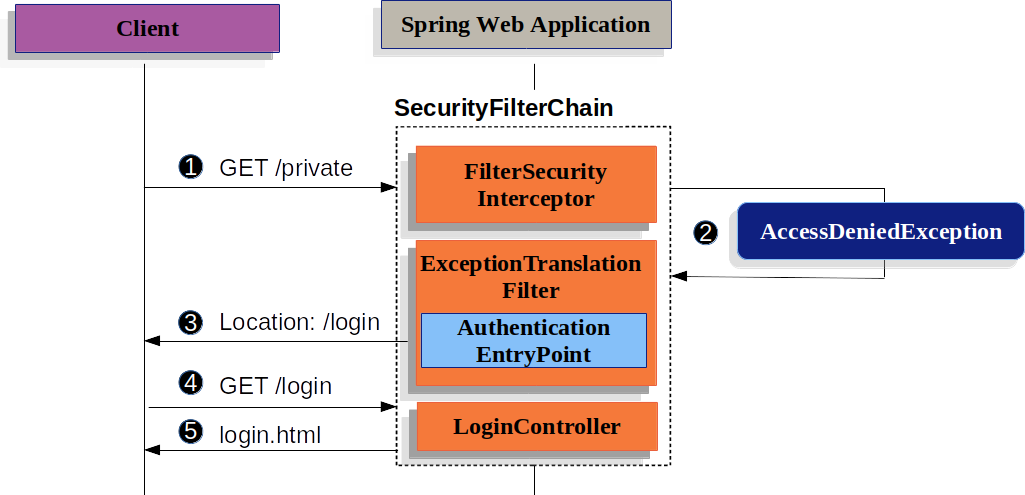 Client
Spring Web Application
SecurityFilterChain
1 GET /private
FilterSecurity
Interceptor
2 AccessDeniedException
ExceptionTranslation
Filter
3 Location: /login
Authentication
EntryPoint
4 GET /login
LoginController
5 login.html